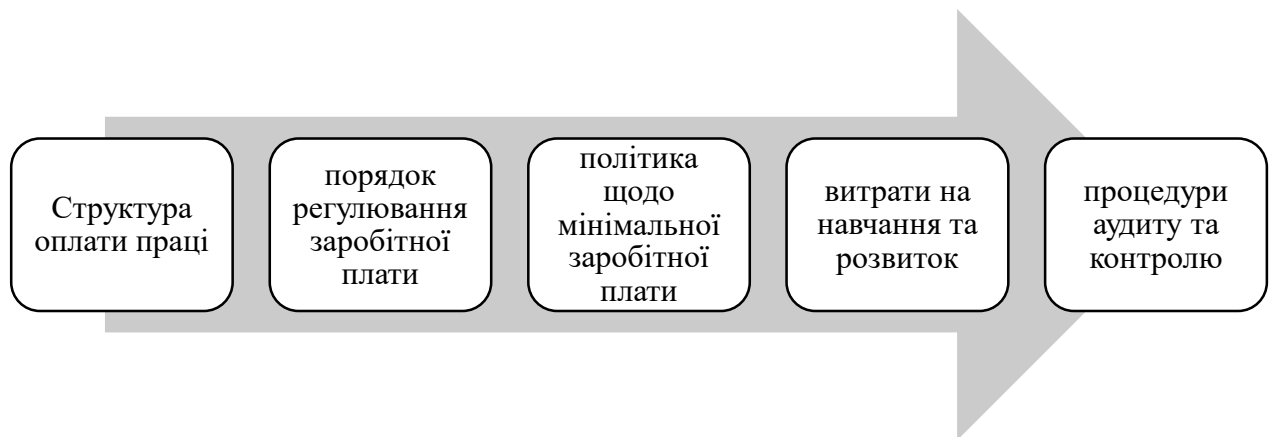 Структура
оплати праці
порядок
регулювання
заробітної
плати
політика
щодо
мінімальної
заробітної
плати
витрати на
навчання та
розвиток
процедури
аудиту та
контролю